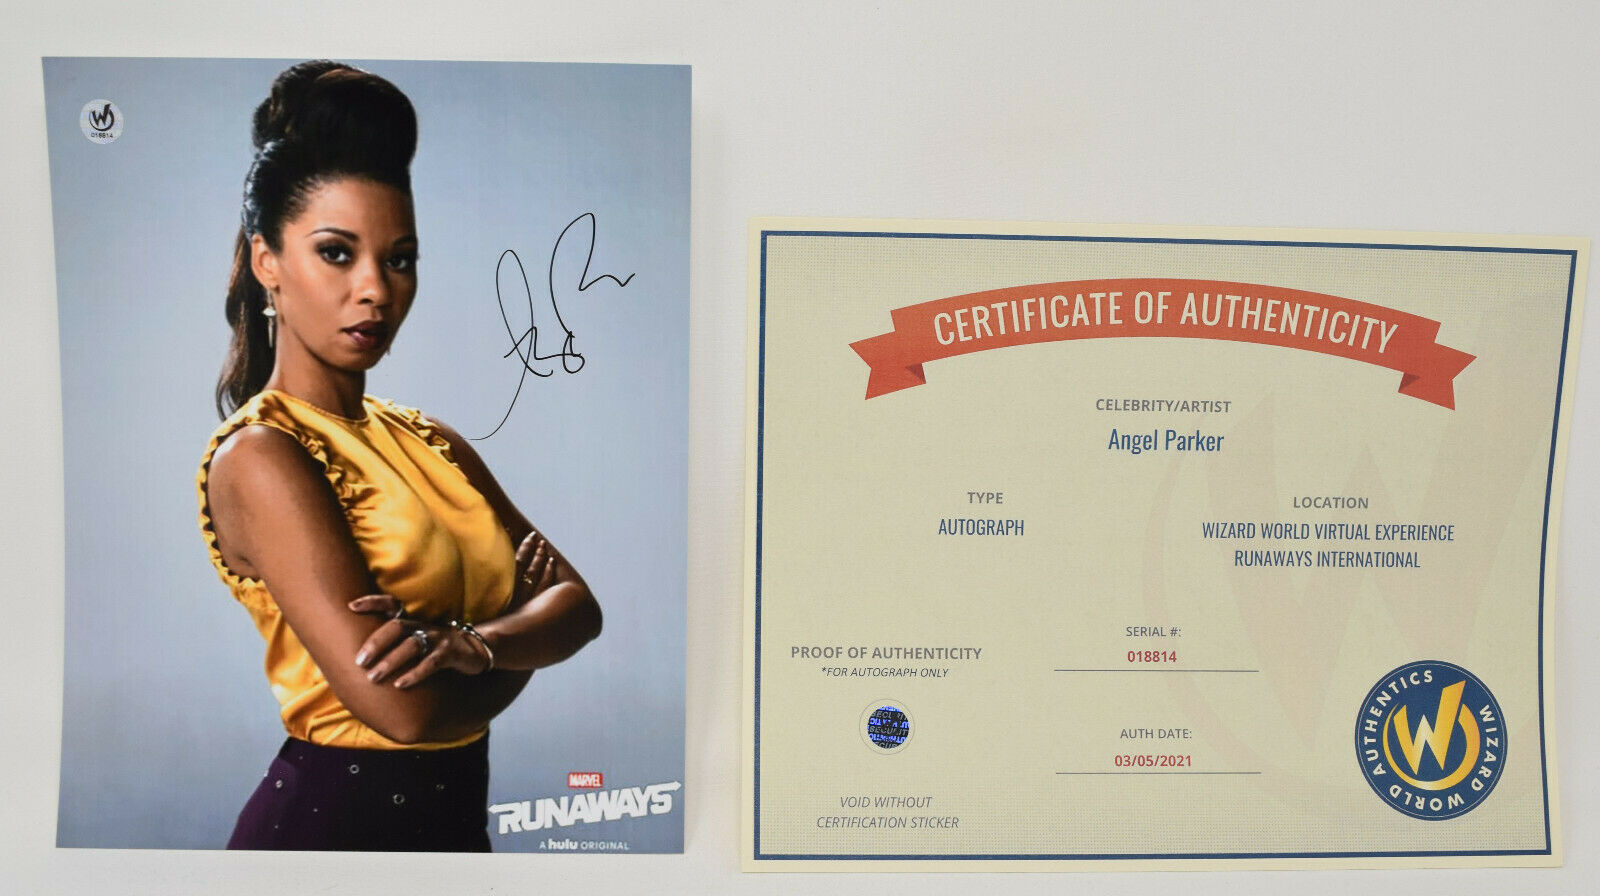 W
018814
MARVEL
RUNAWAYS
A hulu ORIGINAL
CERTIFICATE OF AUTHENTICITY
CELEBRITY/ARTIST
Angel Parker
TYPE
AUTOGRAPH
LOCATION
WIZARD WORLD VIRTUAL EXPERIENCE
RUNAWAYS INTERNATIONAL
PROOF OF AUTHENTICITY
*FOR AUTOGRAPH ONLY
SERIAL #:
018814
AUTH DATE:
03/05/2021
VOID WITHOUT
CERTIFICATION STICKER
WIZARD WORLD AUTHENTICS
W